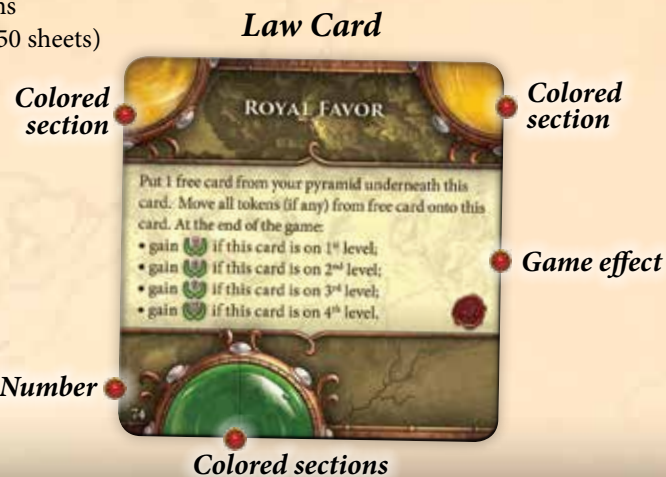 ns
50 sheets)
Law Card
Colored
section
Colored
section
ROYAL FAVOR
Put 1 free card from your pyramid underneath this
card. Move all tokens (if any) from free card onto this
card. At the end of the game:
• gain if this card is on 1st level;
• gain if this card is on 2nd level;
• gain if this card is on 3rd level;
• gain if this card is on 4th level.
Game effect
Number
74
Colored sections